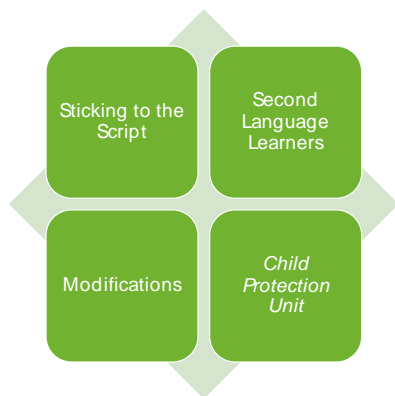 Sticking to the
Script
Second
Language
Learners
Modifications
Child
Protection
Unit